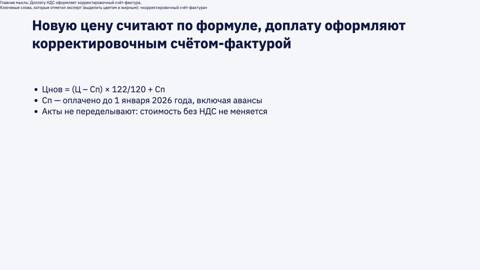 Главная мысль: Доплату НДС оформляет корректировочный счёт-фактура.
Ключевые слова, которые отметил эксперт (выделить цветом и жирным): «корректировочный счёт-фактура»
Новую цену считают по формуле, доплату оформляют
корректировочным счётом-фактурой
• Цнов = (Ц – Сп) × 122/120 + Сп
• Сп — оплачено до 1 января 2026 года, включая авансы
• Акты не переделывают: стоимость без НДС не меняется